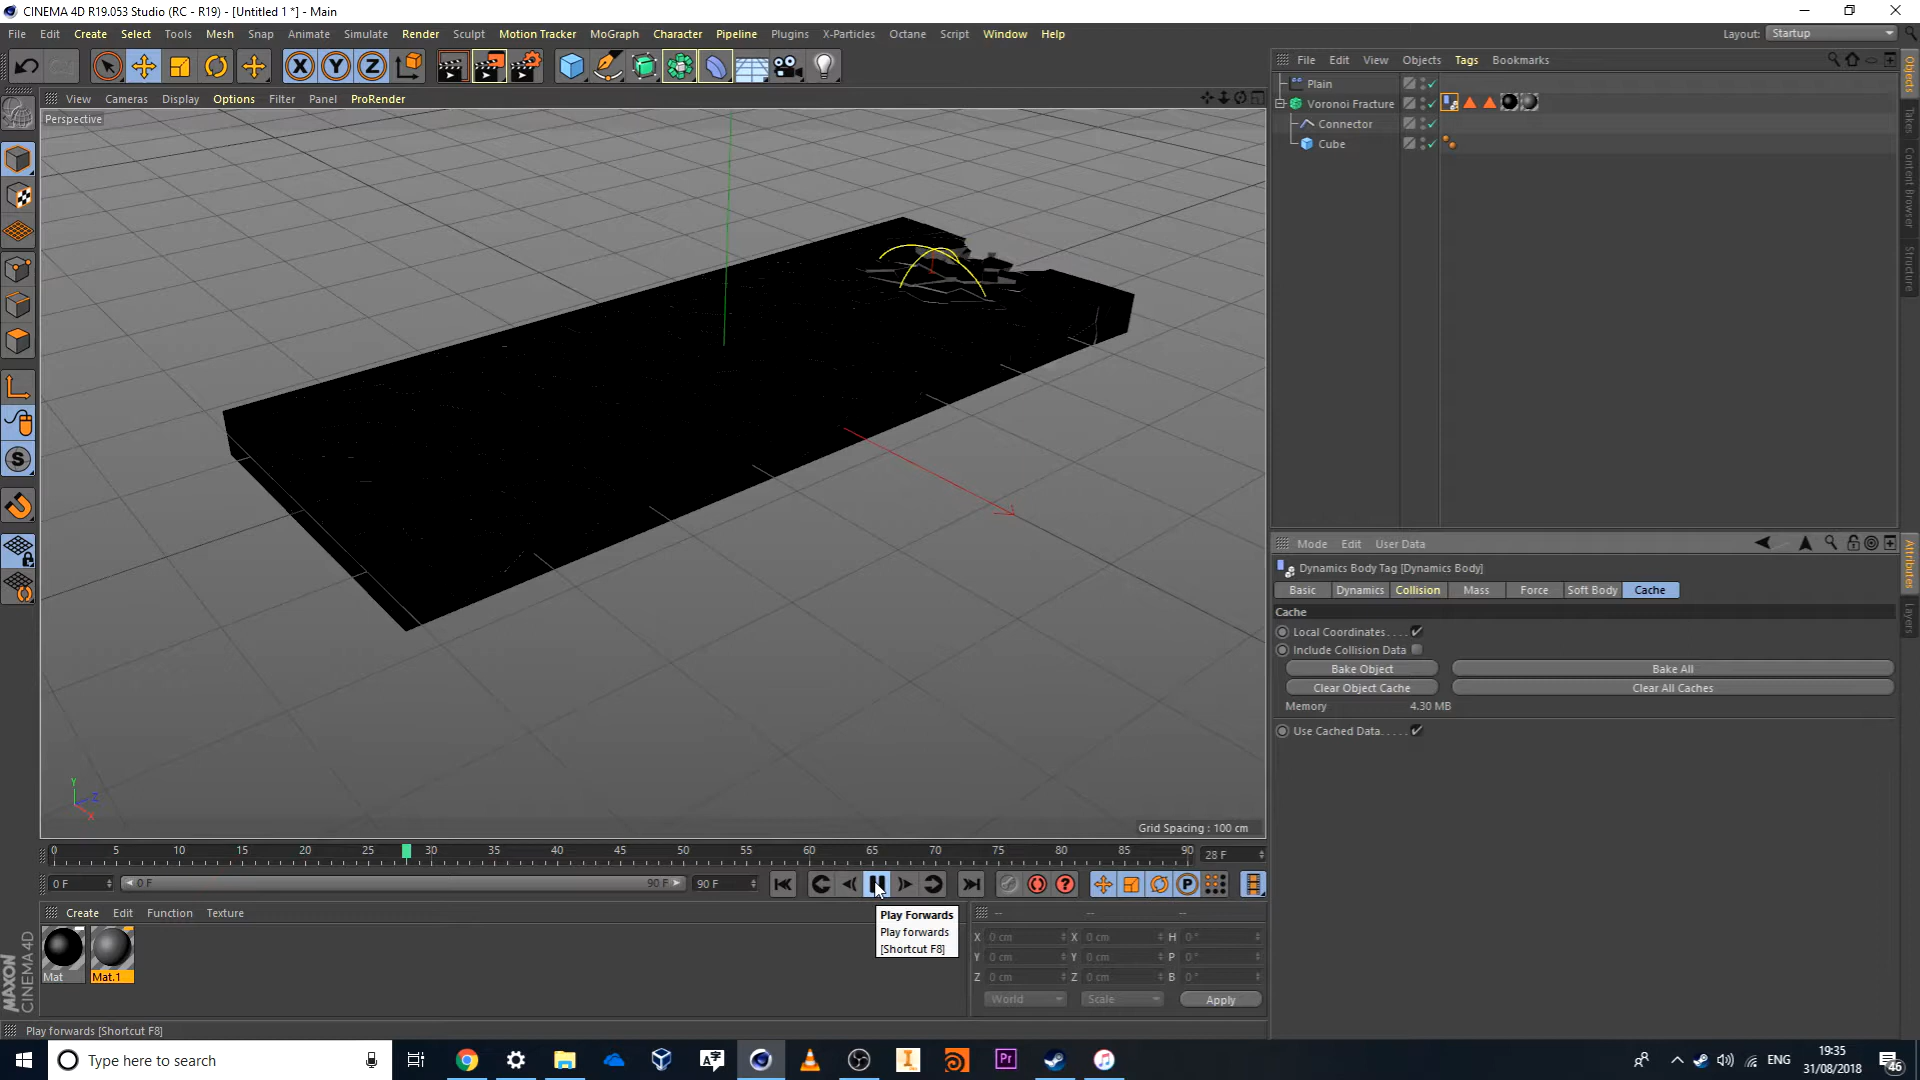 CINEMA 4D R19.053 Studio (RC - R19) - [Untitled 1 *] - Main
File Edit Create Select Tools Mesh Snap Animate Simulate Render Sculpt Motion Tracker MoGraph Character Pipeline Plugins X-Particles Octane Script Window Help
Layout: Startup
View Cameras Display Options Filter Panel ProRender
Perspective
Grid Spacing : 100 cm
File Edit View Objects Tags Bookmarks
Plain
Voronoi Fracture
Connector
Cube
Objects
Takes
Content Browser
Structure
Mode Edit User Data
Dynamics Body Tag [Dynamics Body]
Basic Dynamics Collision Mass Force Soft Body Cache
Cache
Local Coordinates. . . .
Include Collision Data
Bake Object Bake All
Clear Object Cache Clear All Caches
Memory 4.30 MB
Use Cached Data. . . . .
Attributes
Layers
0 5 10 15 20 25 30 35 40 45 50 55 60 65 70 75 80 85 90 28 F
0 F 0 F 90 F 90 F
Play Forwards
Play forwards
[Shortcut F8]
Create Edit Function Texture
Mat Mat.1
-- -- --
X 0 cm X 0 cm H 0 °
Y 0 cm Y 0 cm P 0 °
Z 0 cm Z 0 cm B 0 °
World Scale Apply
MAXON
CINEMA 4D
Play forwards [Shortcut F8]
Type here to search
ENG
19:35
31/08/2018
46